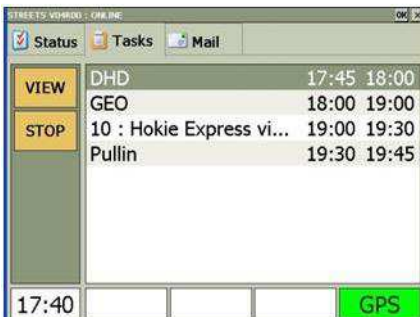 STREETS VDI4RDD : ONLINE OK
Status Tasks Mail
VIEW
STOP
DHD 17:45 18:00
GEO 18:00 19:00
10 : Hokie Express vi... 19:00 19:30
Pullin 19:30 19:45
17:40 GPS